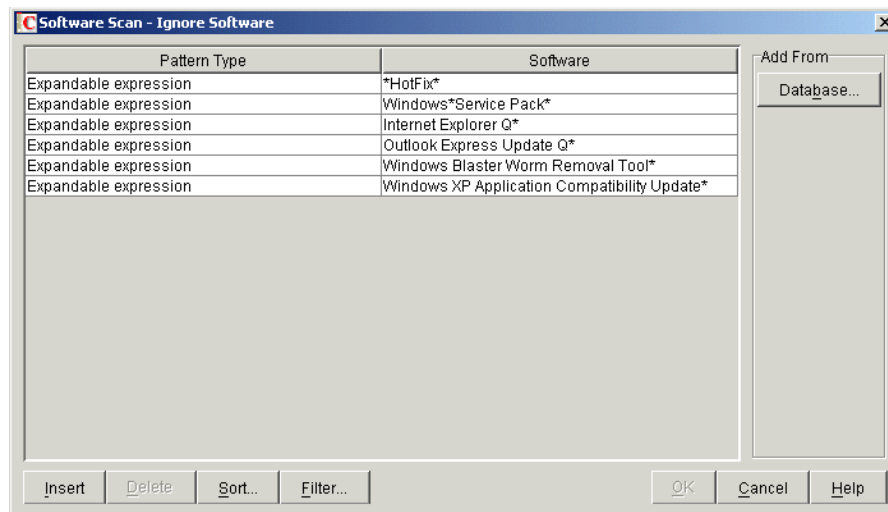 Software Scan - Ignore Software
Pattern Type Software
Add From
Expandable expression *HotFix*
Database...
Expandable expression Windows*Service Pack*
Expandable expression Internet Explorer Q*
Expandable expression Outlook Express Update Q*
Expandable expression Windows Blaster Worm Removal Tool*
Expandable expression Windows XP Application Compatibility Update*
Insert Delete Sort... Filter... OK Cancel Help